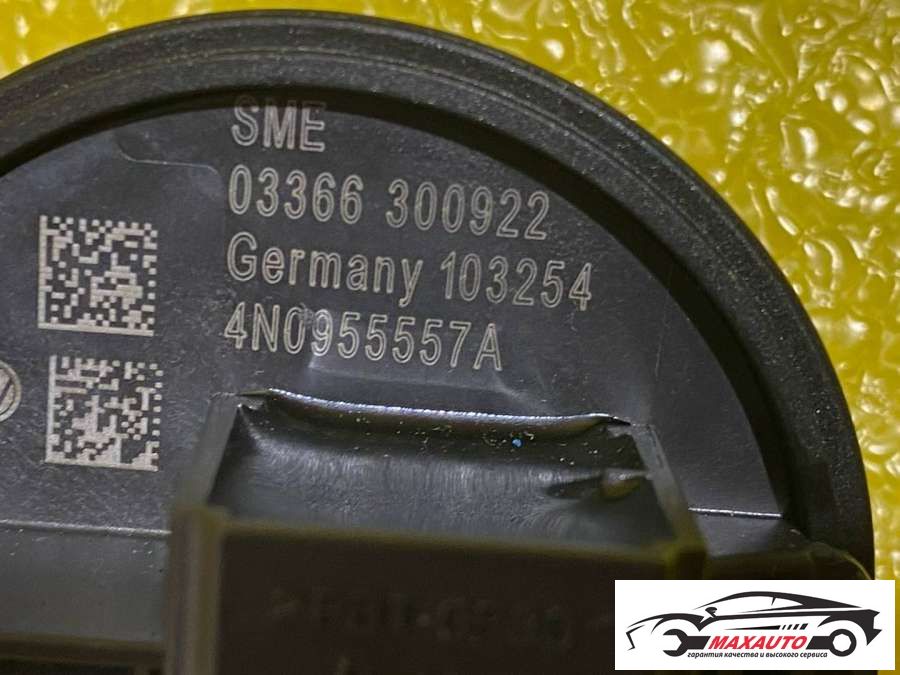 SME
03366 300922
Germany 103254
4N0955557A
MAXAUTO
гарантия качества и высокого сервиса